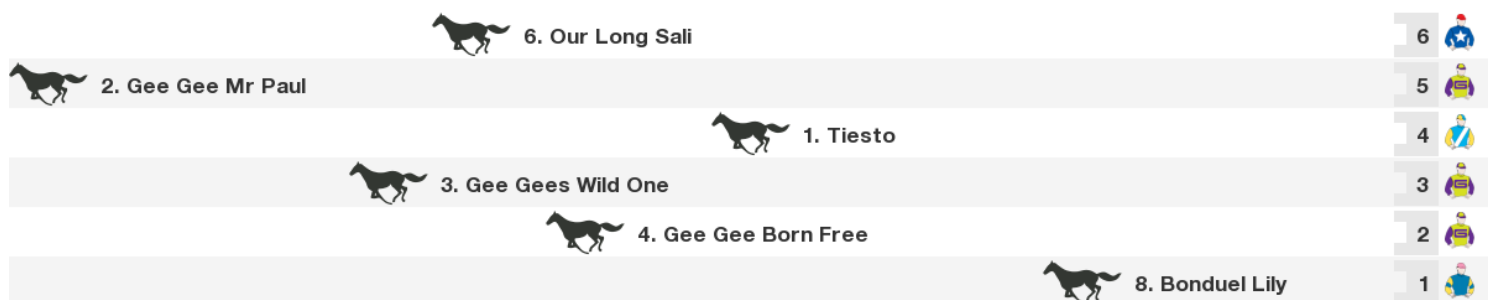 6. Our Long Sali 6
2. Gee Gee Mr Paul 5
1. Tiesto 4
3. Gee Gees Wild One 3
4. Gee Gee Born Free 2
8. Bonduel Lily 1